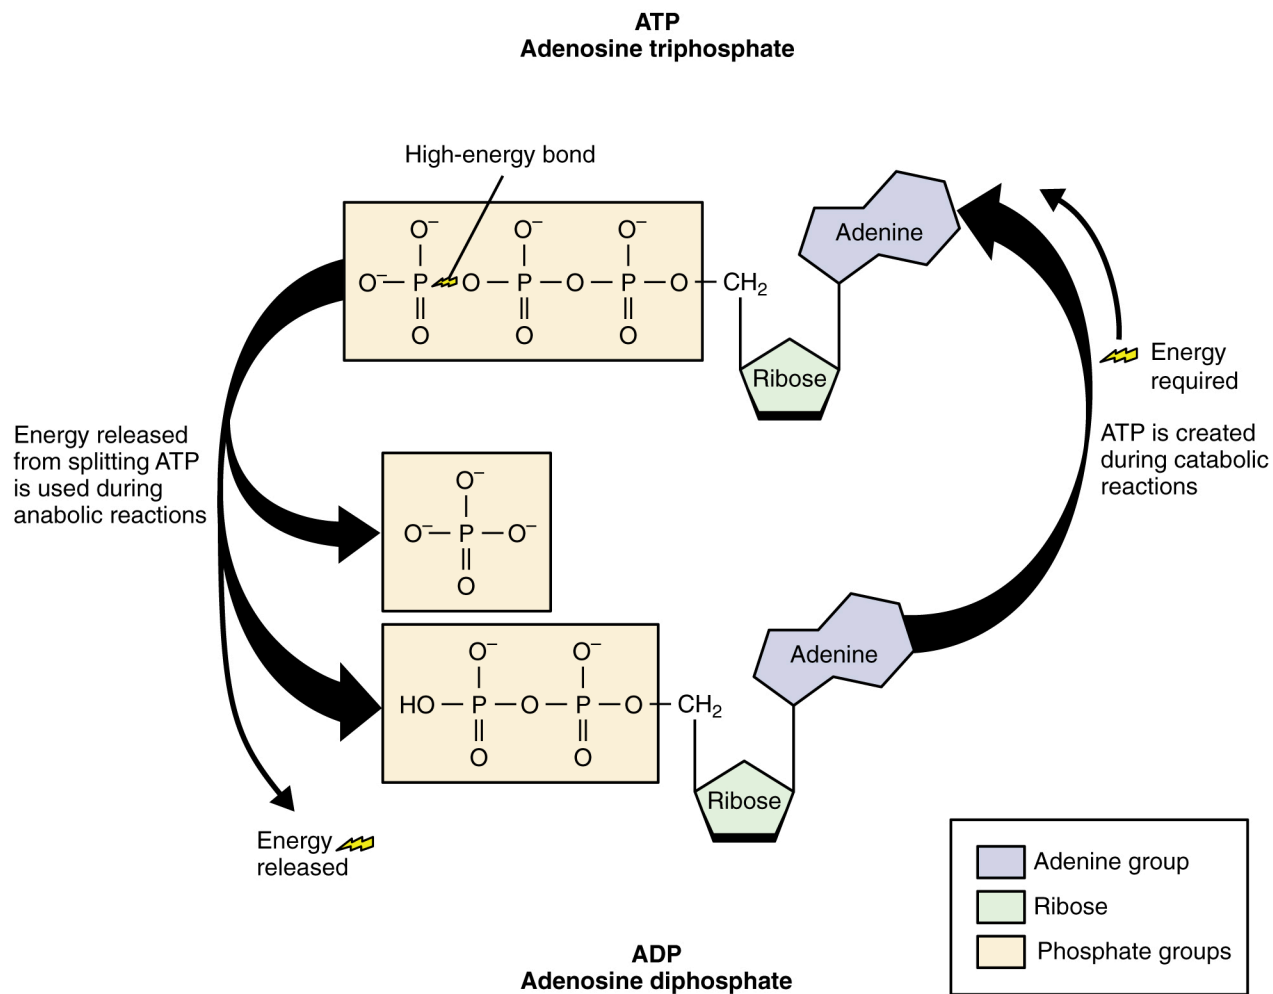 ATP
Adenosine triphosphate
High-energy bond
O⁻ O⁻ O⁻
O⁻ P O P O P O CH₂
O O O
Adenine
Ribose
Energy
required
ATP is created
during catabolic
reactions
Energy released
from splitting ATP
is used during
anabolic reactions
O⁻
O⁻ P O⁻
O
O⁻ O⁻
HO P O P O CH₂
O O
Adenine
Ribose
Energy
released
Adenine group
Ribose
Phosphate groups
ADP
Adenosine diphosphate